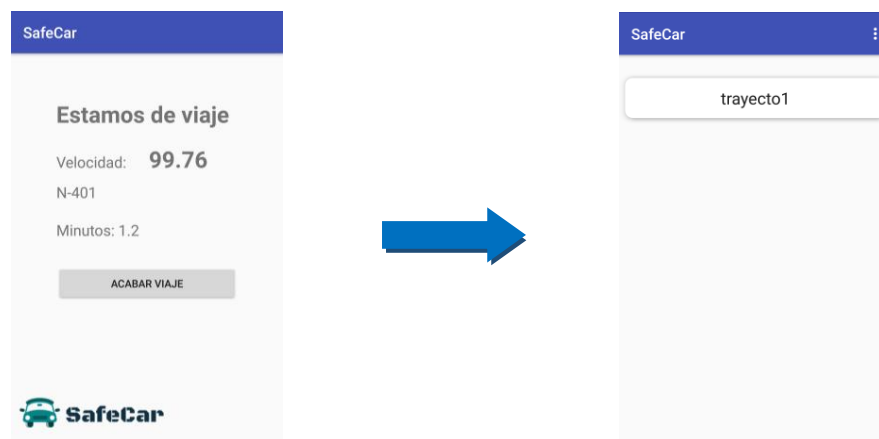 SafeCar
Estamos de viaje
Velocidad: 99.76
N-401
Minutos: 1.2
ACABAR VIAJE
SafeCar
SafeCar
trayecto1